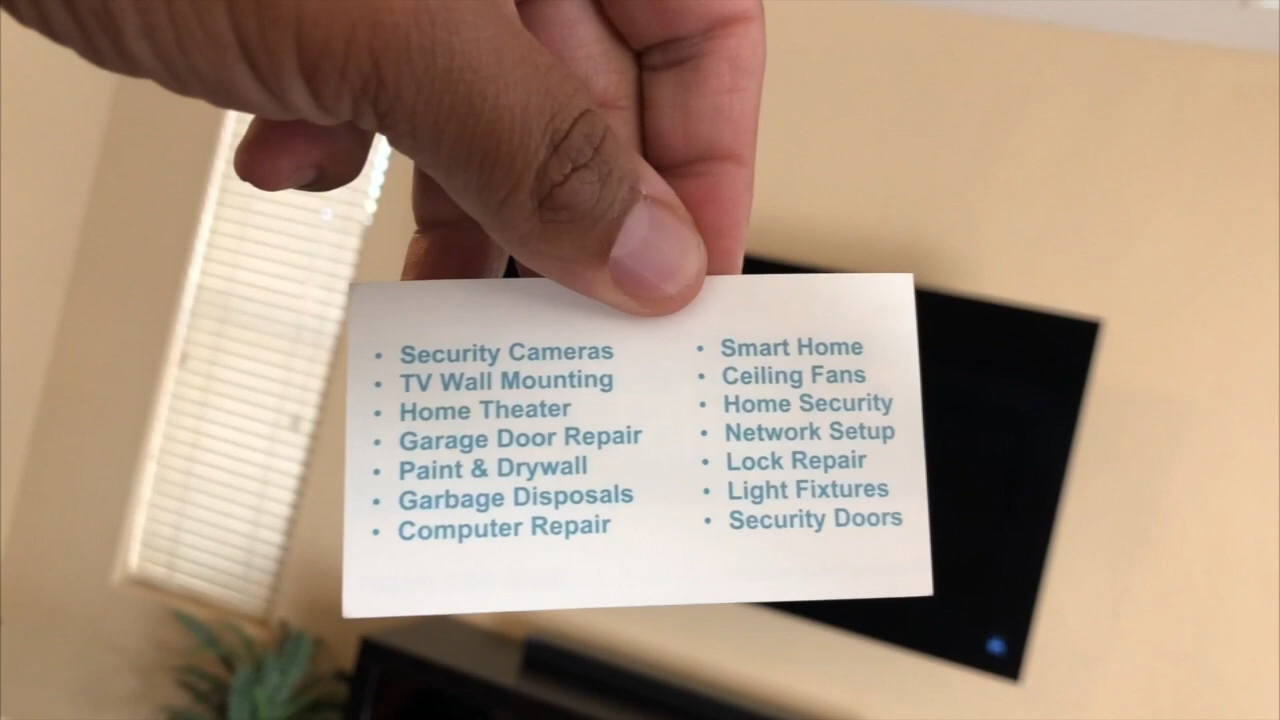 • Security Cameras
• TV Wall Mounting
• Home Theater
• Garage Door Repair
• Paint & Drywall
• Garbage Disposals
• Computer Repair
• Smart Home
• Ceiling Fans
• Home Security
• Network Setup
• Lock Repair
• Light Fixtures
• Security Doors